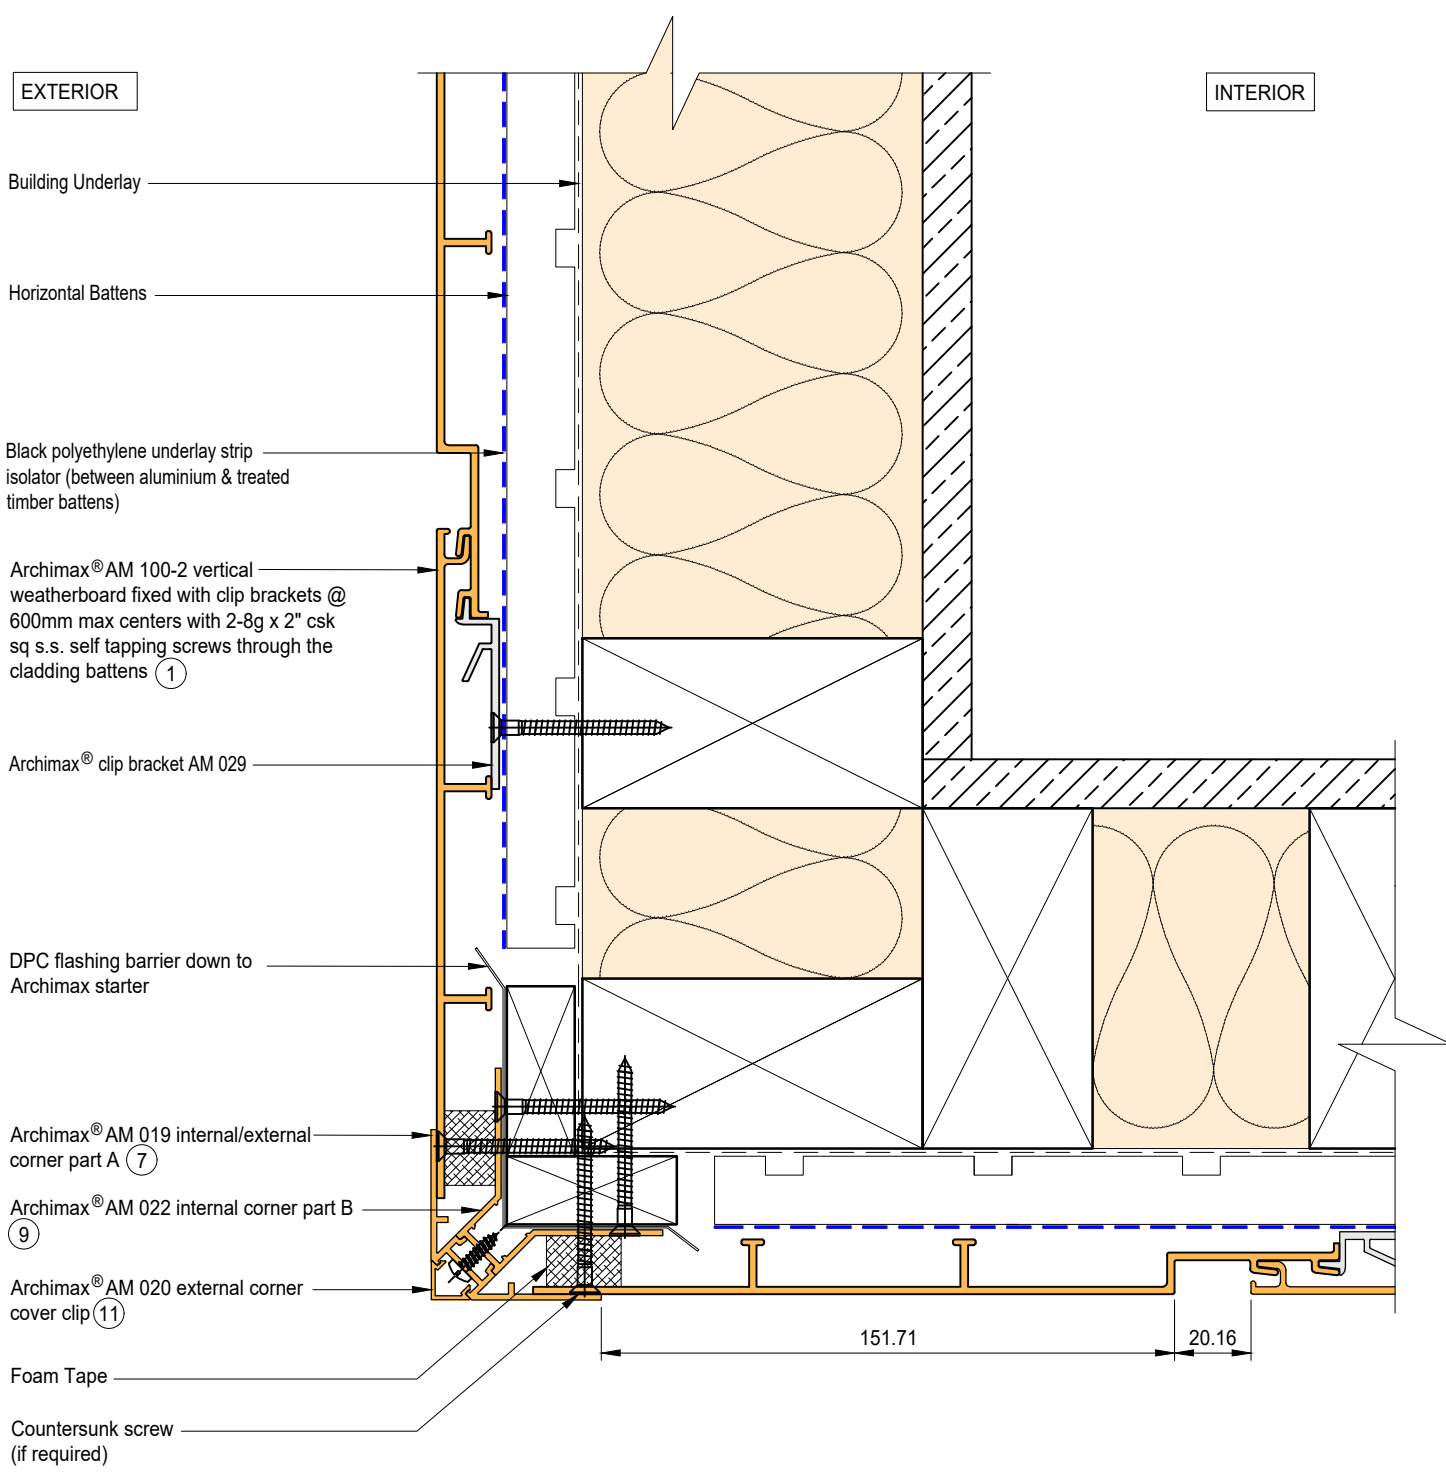 EXTERIOR
INTERIOR
Building Underlay
Horizontal Battens
Black polyethylene underlay strip
isolator (between aluminium & treated
timber battens)
Archimax® AM 100-2 vertical
weatherboard fixed with clip brackets @
600mm max centers with 2-8g x 2" csk
sq s.s. self tapping screws through the
cladding battens 1
Archimax® clip bracket AM 029
DPC flashing barrier down to
Archimax starter
Archimax® AM 019 internal/external
corner part A 7
Archimax® AM 022 internal corner part B
9
Archimax® AM 020 external corner
cover clip 11
151.71
20.16
Foam Tape
Countersunk screw
(if required)